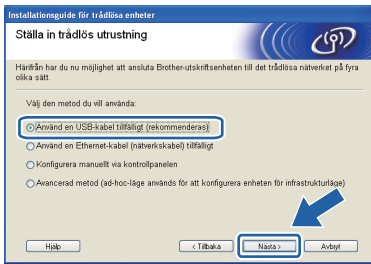 Installationsguide för trådlösa enheter
Ställa in trådlös utrustning
Härifrån har du nu möjlighet att ansluta Brother-utskriftsenheten till det trådlösa nätverket på fyra
olika sätt.
Välj den metod du vill använda:
Använd en USB-kabel tillfälligt (rekommenderas)
Använd en Ethernet-kabel (nätverkskabel) tillfälligt
Konfigurera manuellt via kontrollpanelen
Avancerad metod (ad-hoc-läge används för att konfigurera enheten för infrastrukturläge)
Hjälp
< Tillbaka
Nästa >
Avbryt